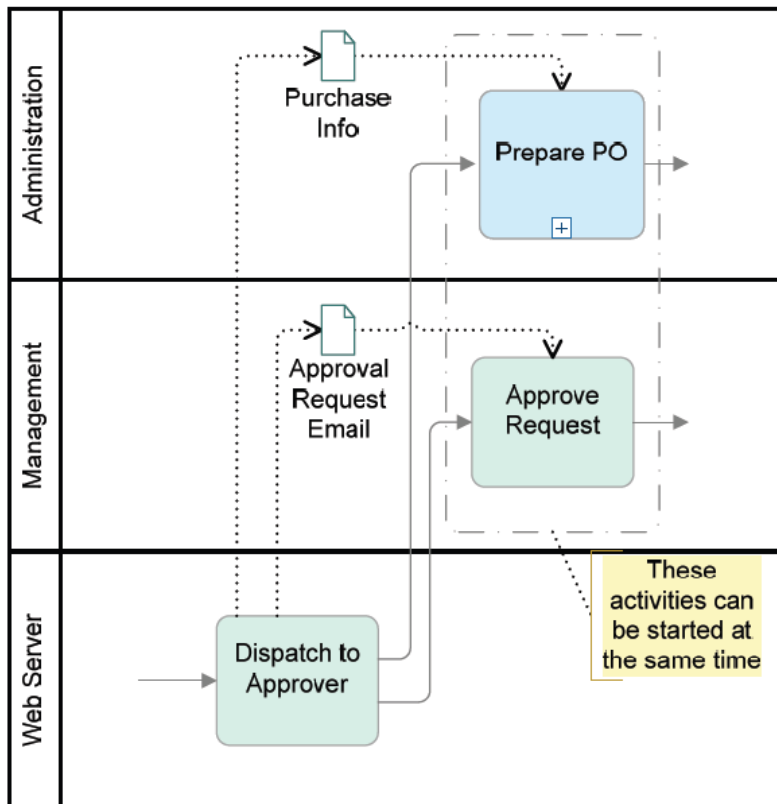 Administration
Purchase
Info
Prepare PO
Management
Approval
Request
Email
Approve
Request
Web Server
Dispatch to
Approver
These
activities can
be started at
the same time